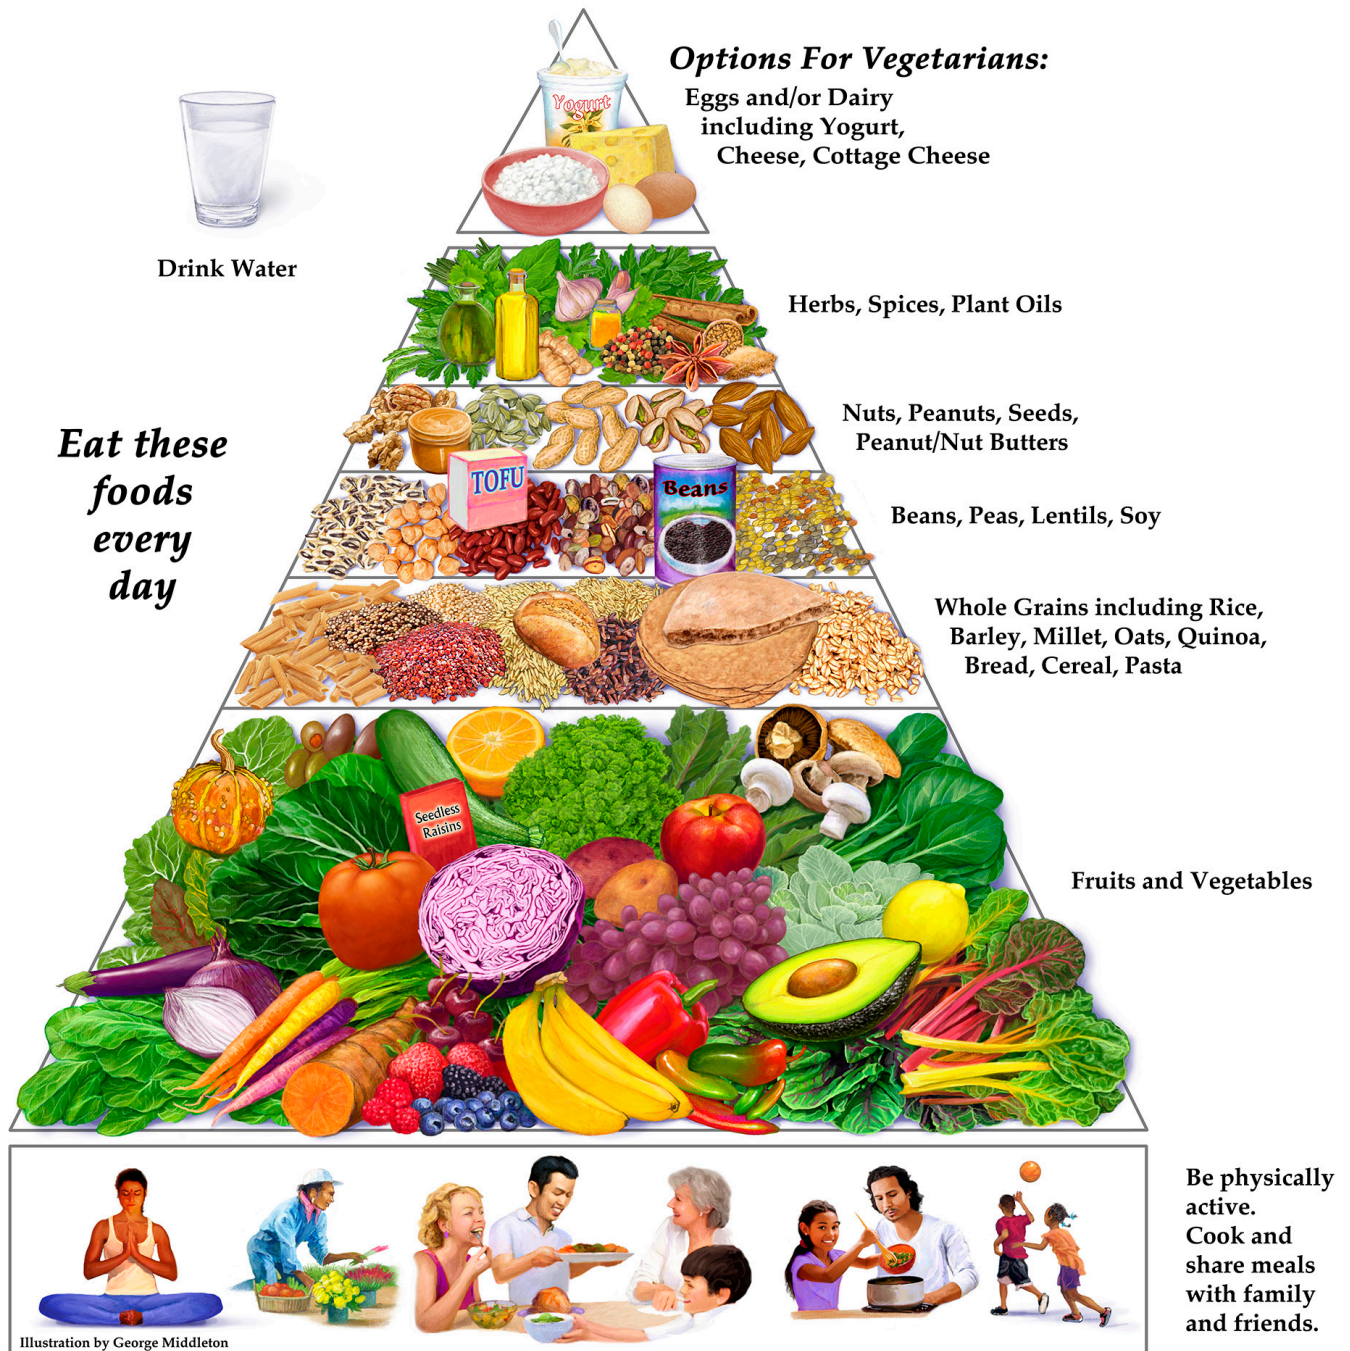 Options For Vegetarians:
Eggs and/or Dairy
including Yogurt,
Cheese, Cottage Cheese
Yogurt
Drink Water
Herbs, Spices, Plant Oils
Nuts, Peanuts, Seeds,
Peanut/Nut Butters
Eat these
foods
every
day
TOFU
Beans
Beans, Peas, Lentils, Soy
Whole Grains including Rice,
Barley, Millet, Oats, Quinoa,
Bread, Cereal, Pasta
Seedless
Raisins
Fruits and Vegetables
Be physically
active.
Cook and
share meals
with family
and friends.
Illustration by George Middleton